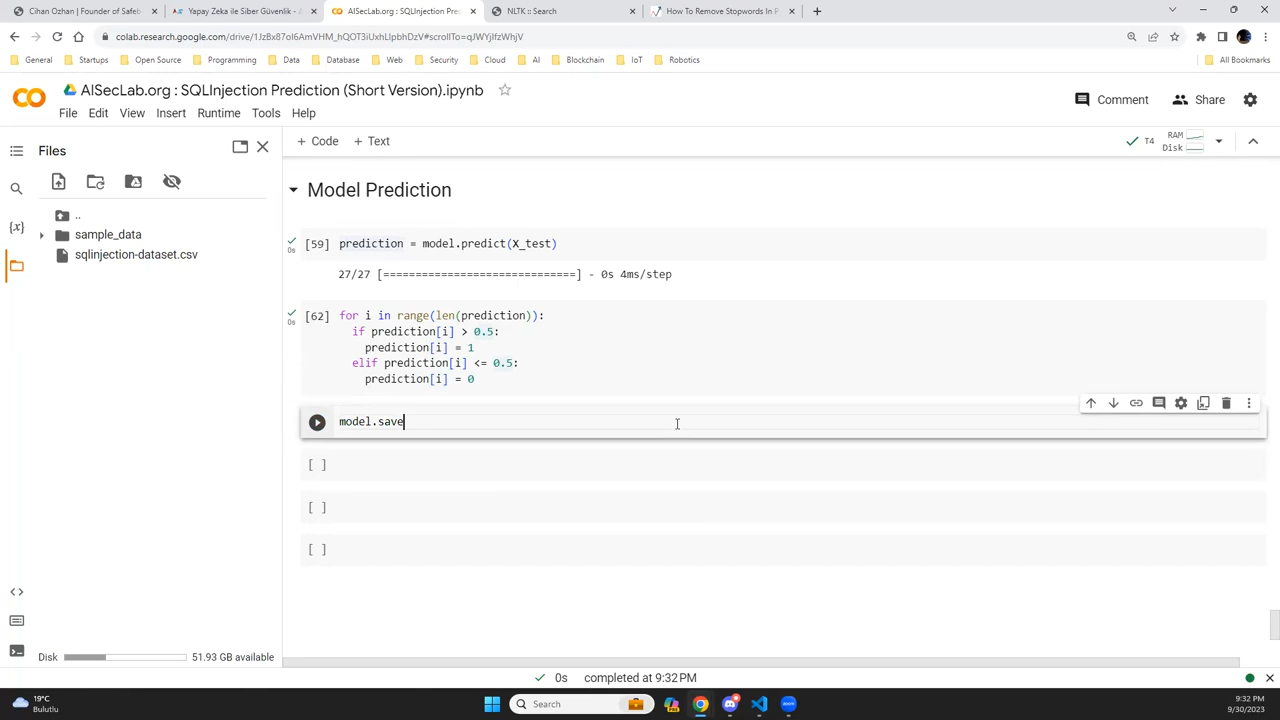 Cihan Ozhan | Founder of Safeb
Yapay Zeka ile Siber Güvenlik - 
AISecLab.org : SQLInjection Prec
NLTK :: Search
How To Remove Stopwords In P
colab.research.google.com/drive/1JzBx87oI6AmVHM_hQOT3iUxhLlpbhDzV#scrollTo=qJWYjIfzWhjV
General
Startups
Open Source
Programming
Data
Database
Web
Security
Cloud
AI
Blockchain
IoT
Robotics
All Bookmarks
AISecLab.org : SQLInjection Prediction (Short Version).ipynb
File Edit View Insert Runtime Tools Help
Comment
Share
Files
+ Code + Text
T4
RAM
Disk
..
sample_data
sqlinjection-dataset.csv
Model Prediction
[59] prediction = model.predict(X_test)
0s
27/27 [==============================] - 0s 4ms/step
[62] for i in range(len(prediction)):
0s
if prediction[i] > 0.5:
prediction[i] = 1
elif prediction[i] <= 0.5:
prediction[i] = 0
model.save
[ ]
[ ]
[ ]
Disk
51.93 GB available
0s completed at 9:32 PM
19°C
Bulutlu
Search
9:32 PM
9/30/2023